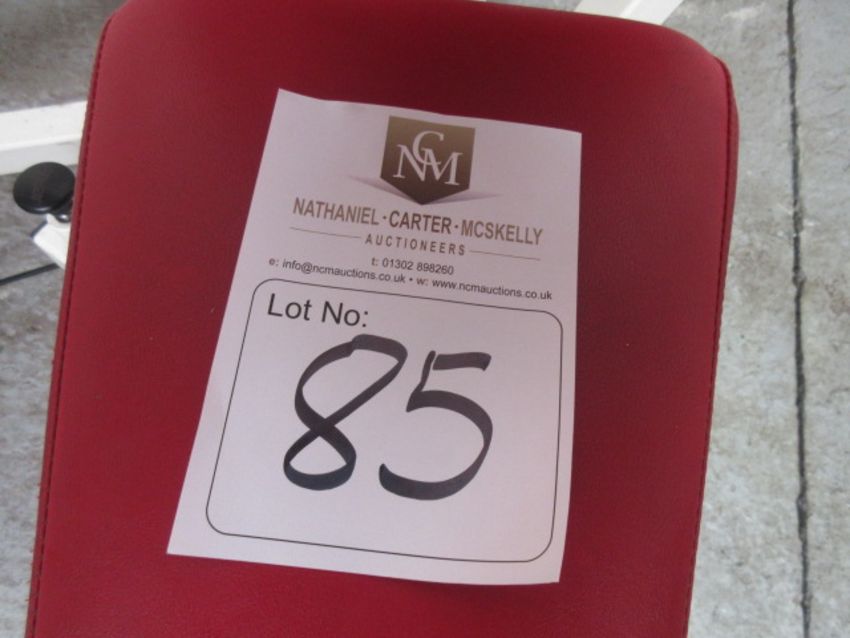 NCM
NATHANIEL · CARTER · MCSKELLY
AUCTIONEERS
t: 01302 898260
e: info@ncmauctions.co.uk • w: www.ncmauctions.co.uk
Lot No:
85